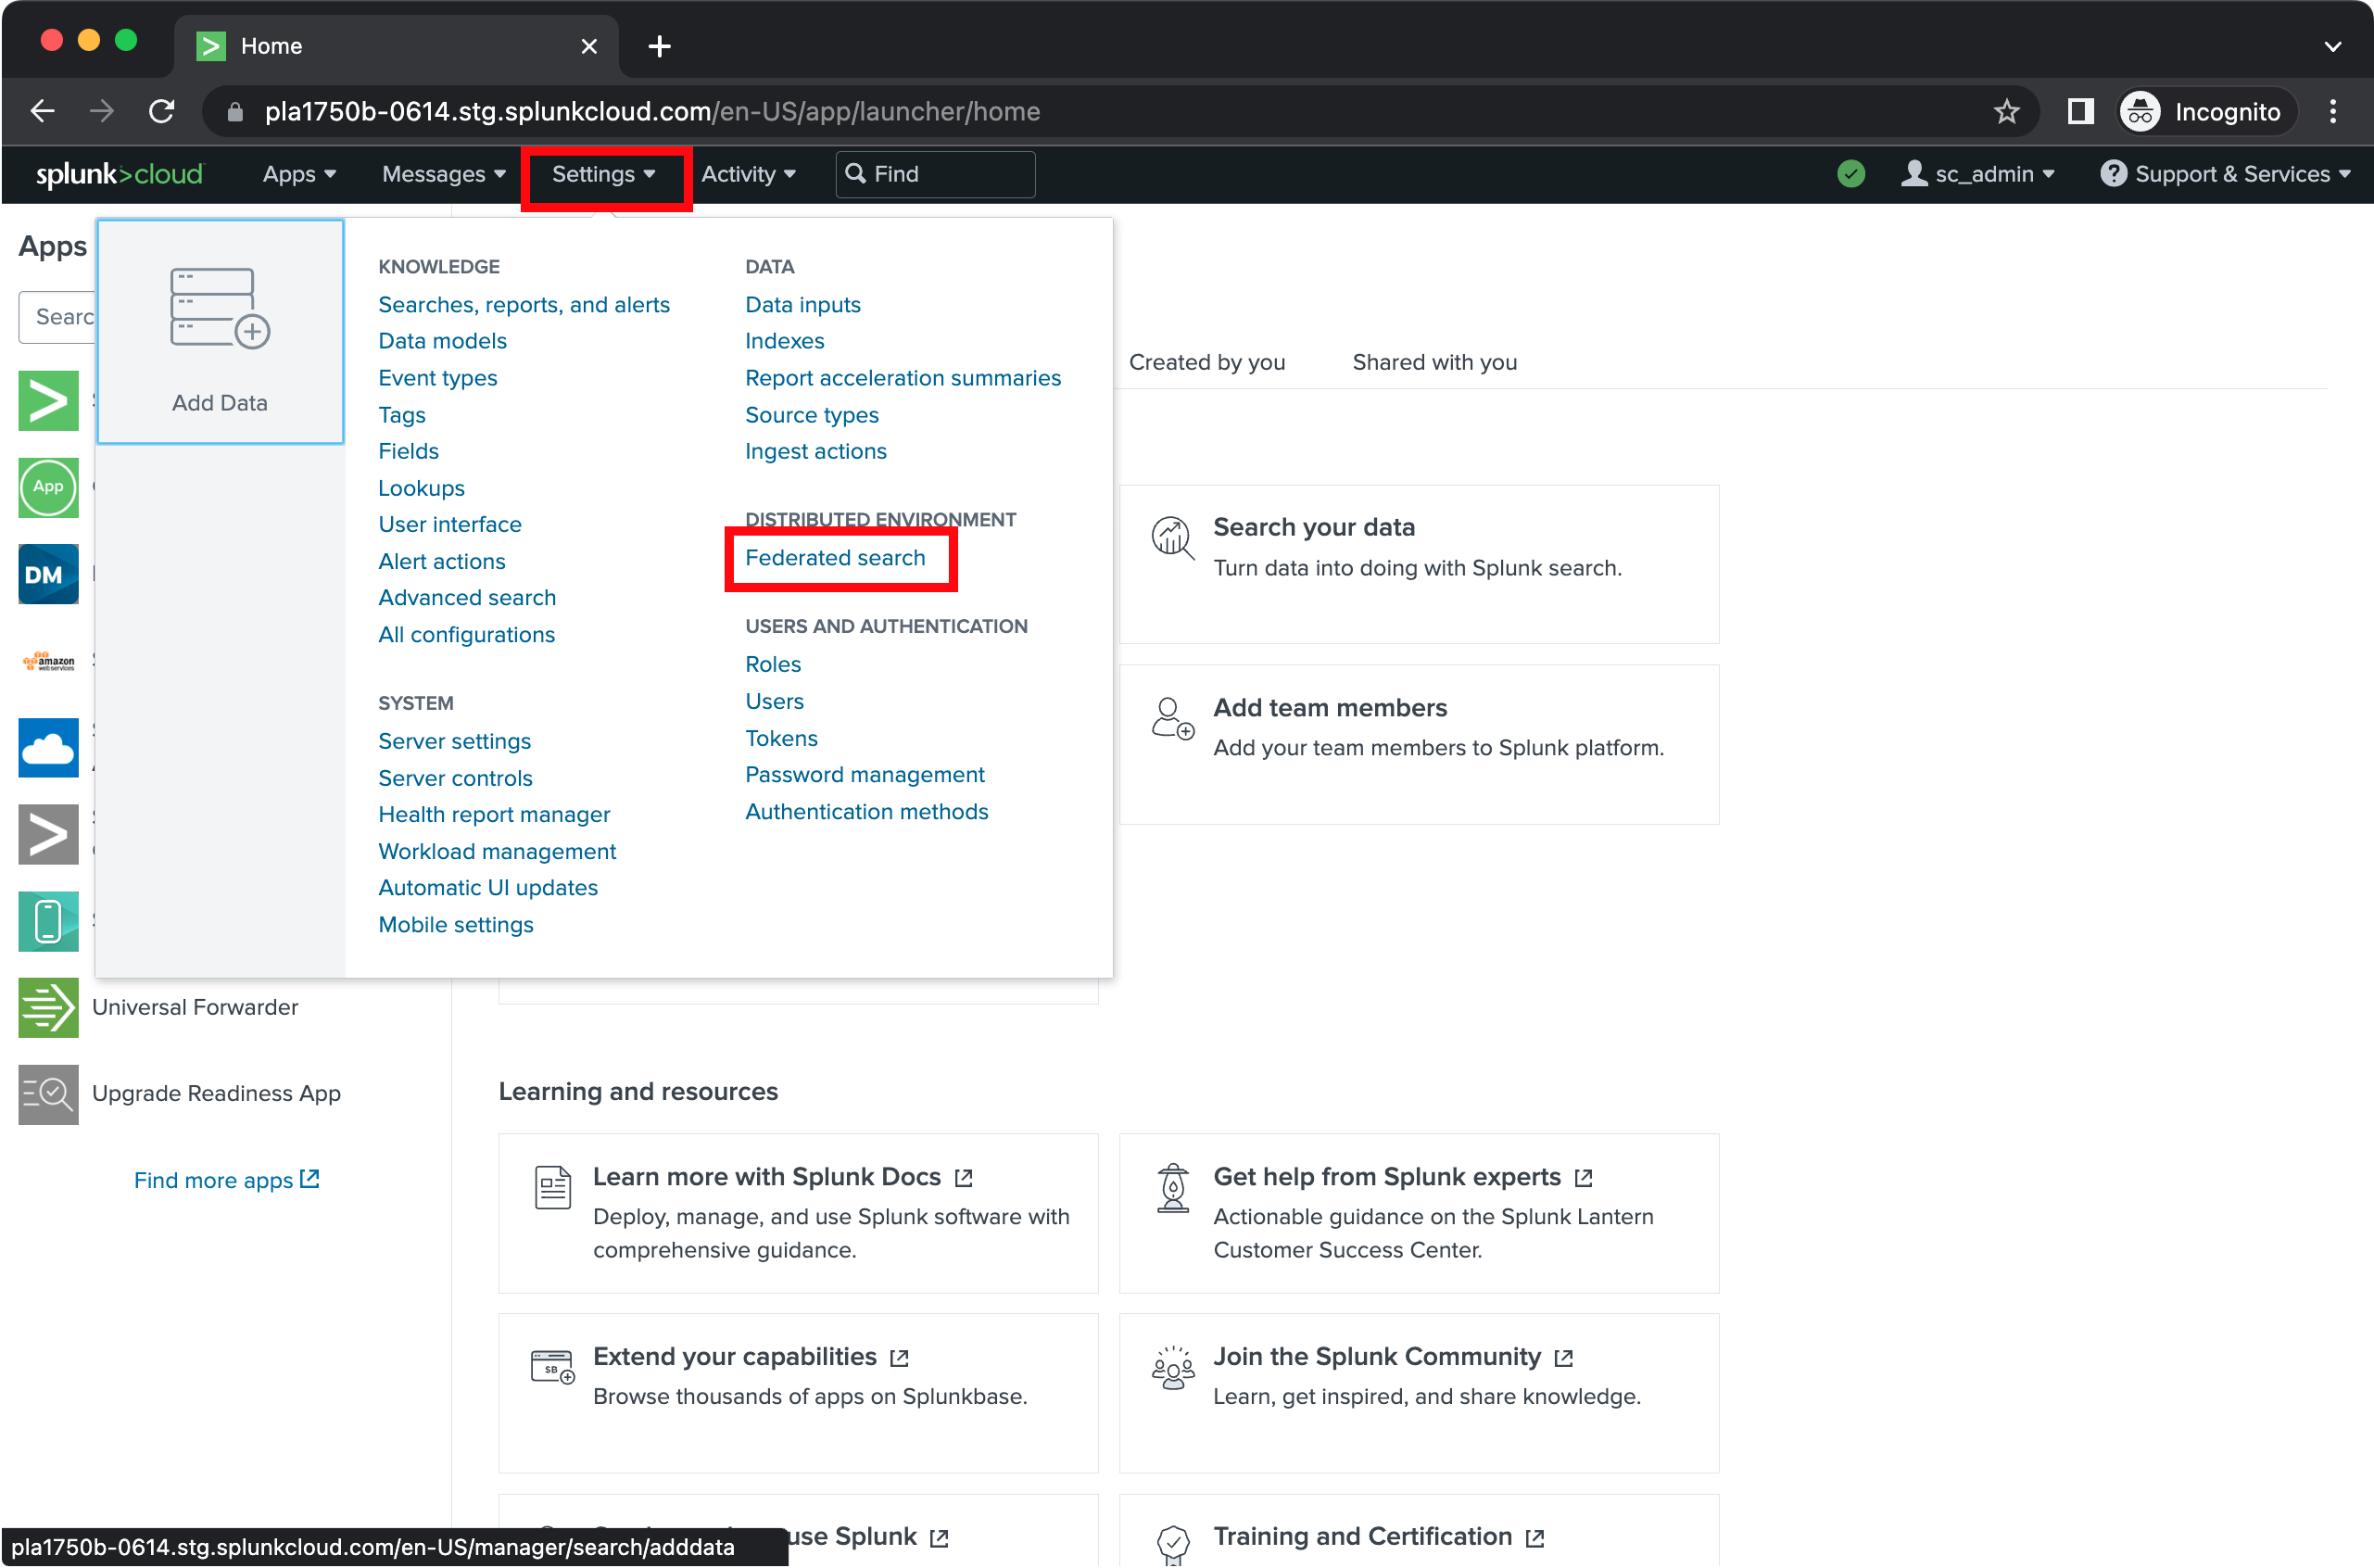 Home
pla1750b-0614.stg.splunkcloud.com/en-US/app/launcher/home
Incognito
splunk>cloud
Apps
Messages
Settings
Activity
Find
sc_admin
Support & Services
Apps
Searc
App
DM
amazon
web services
Universal Forwarder
Upgrade Readiness App
Find more apps
Add Data
KNOWLEDGE
Searches, reports, and alerts
Data models
Event types
Tags
Fields
Lookups
User interface
Alert actions
Advanced search
All configurations
SYSTEM
Server settings
Server controls
Health report manager
Workload management
Automatic UI updates
Mobile settings
DATA
Data inputs
Indexes
Report acceleration summaries
Source types
Ingest actions
DISTRIBUTED ENVIRONMENT
Federated search
USERS AND AUTHENTICATION
Roles
Users
Tokens
Password management
Authentication methods
Created by you
Shared with you
Search your data
Turn data into doing with Splunk search.
Add team members
Add your team members to Splunk platform.
Learning and resources
Learn more with Splunk Docs
Deploy, manage, and use Splunk software with
comprehensive guidance.
Get help from Splunk experts
Actionable guidance on the Splunk Lantern
Customer Success Center.
SB
Extend your capabilities
Browse thousands of apps on Splunkbase.
Join the Splunk Community
Learn, get inspired, and share knowledge.
use Splunk
Training and Certification
pla1750b-0614.stg.splunkcloud.com/en-US/manager/search/adddata